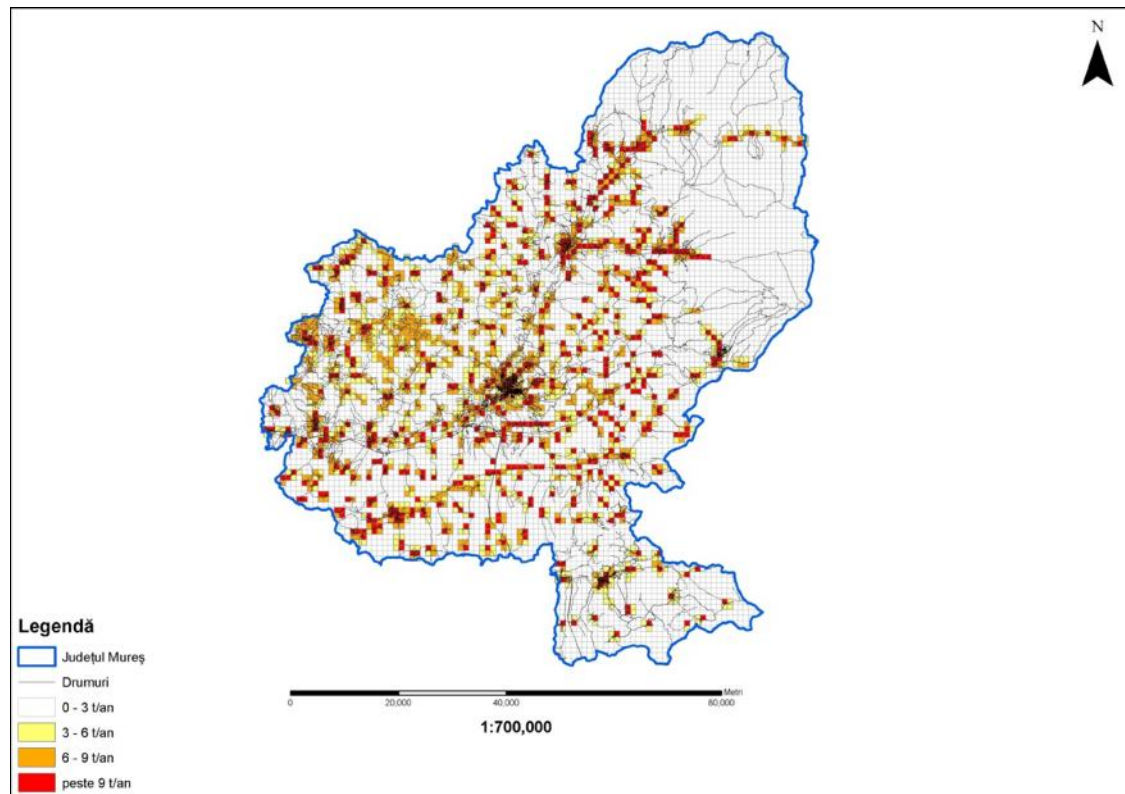 N
Legendă
Județul Mureș
Drumuri
0 - 3 t/an
3 - 6 t/an
6 - 9 t/an
peste 9 t/an
Metri
0 20,000 40,000 80,000
1:700,000